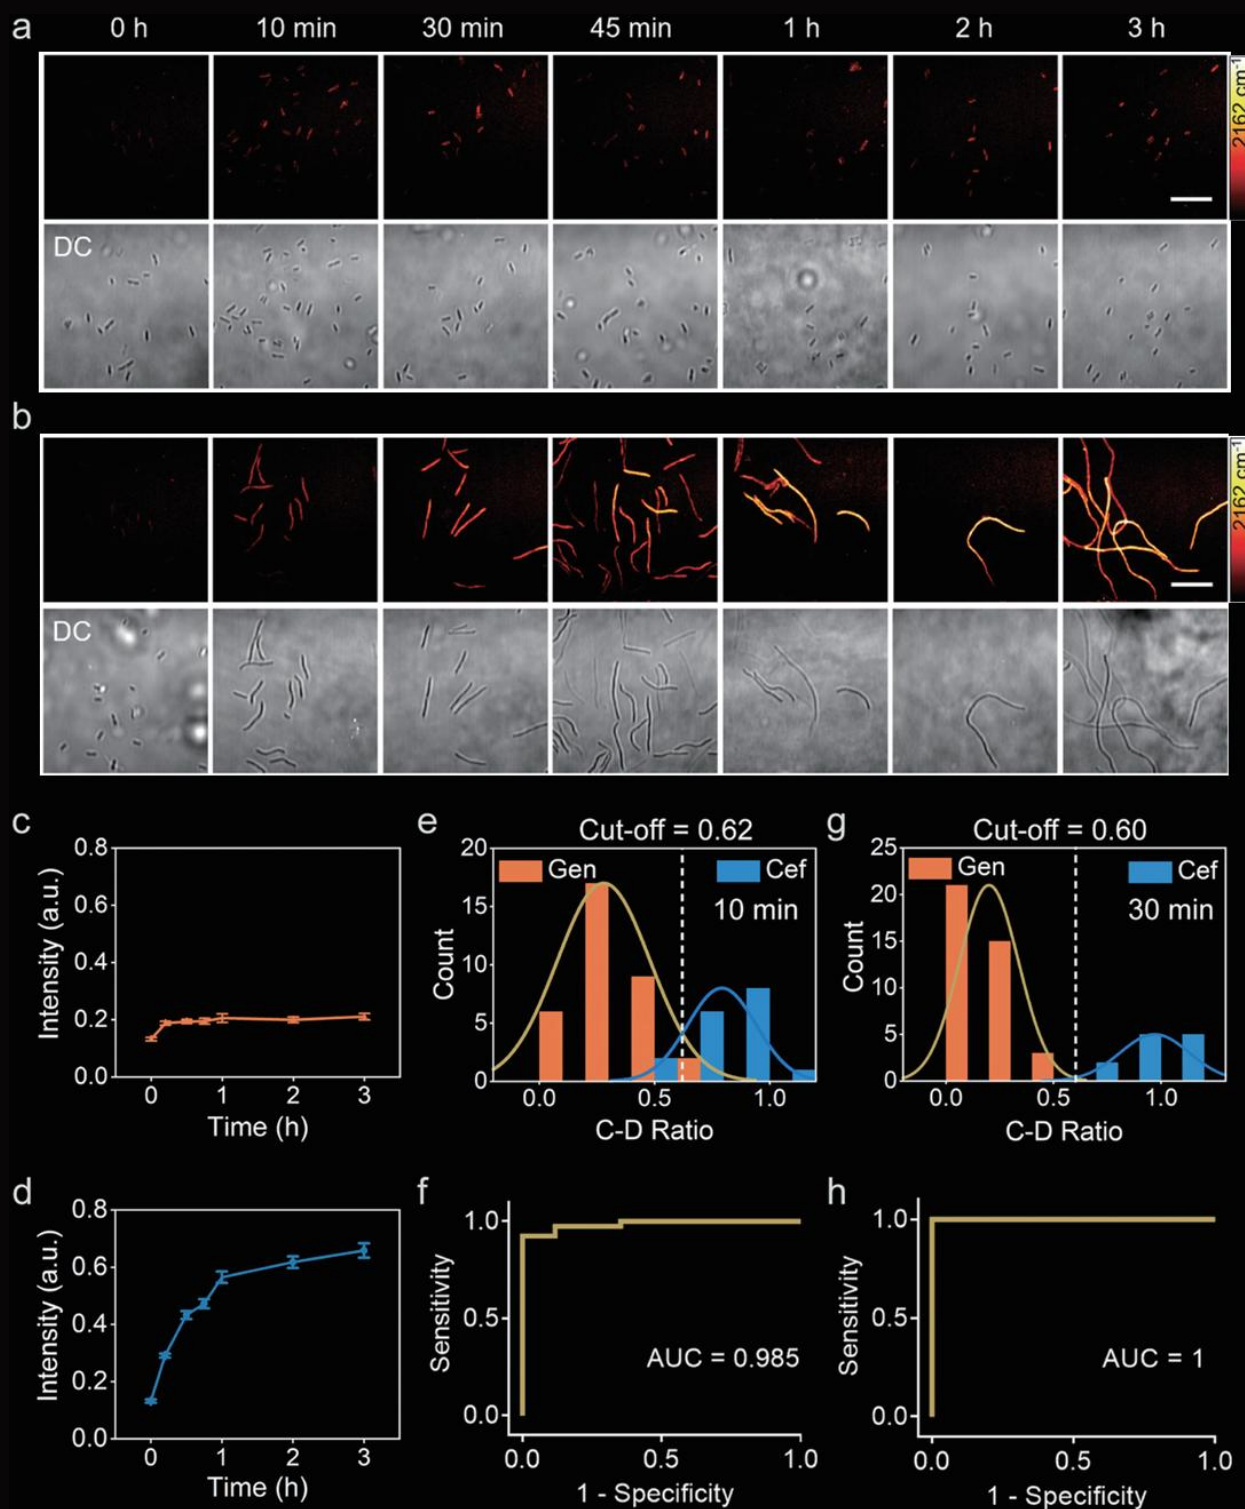 a
0 h 10 min 30 min 45 min 1 h 2 h 3 h
2162 cm⁻¹
DC
b
2162 cm⁻¹
DC
c
0.8
0.6
0.4
0.2
0.0
Intensity (a.u.)
0 1 2 3
Time (h)
e
Cut-off = 0.62
20
15
10
5
0
Count
Gen
Cef
10 min
0.0 0.5 1.0
C-D Ratio
g
Cut-off = 0.60
25
20
15
10
5
0
Count
Gen
Cef
30 min
0.0 0.5 1.0
C-D Ratio
d
0.8
0.6
0.4
0.2
0.0
Intensity (a.u.)
0 1 2 3
Time (h)
f
1.0
0.5
0.0
Sensitivity
AUC = 0.985
0.0 0.5 1.0
1 - Specificity
h
1.0
0.5
0.0
Sensitivity
AUC = 1
0.0 0.5 1.0
1 - Specificity